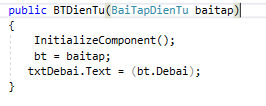 public BTDienTu(BaiTapDienTu baitap)
{
InitializeComponent();
bt = baitap;
txtDebai.Text = (bt.Debai);
}